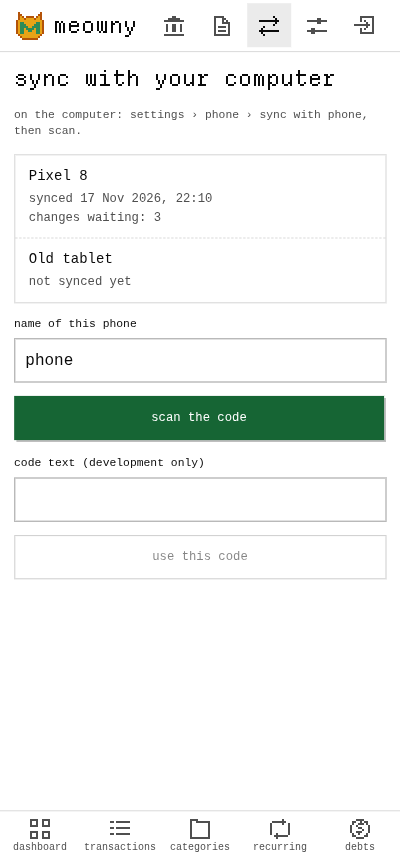 meowny
sync with your computer
on the computer: settings › phone › sync with phone,
then scan.
Pixel 8
synced 17 Nov 2026, 22:10
changes waiting: 3
Old tablet
not synced yet
name of this phone
phone
scan the code
code text (development only)
use this code
dashboard transactions categories recurring debts